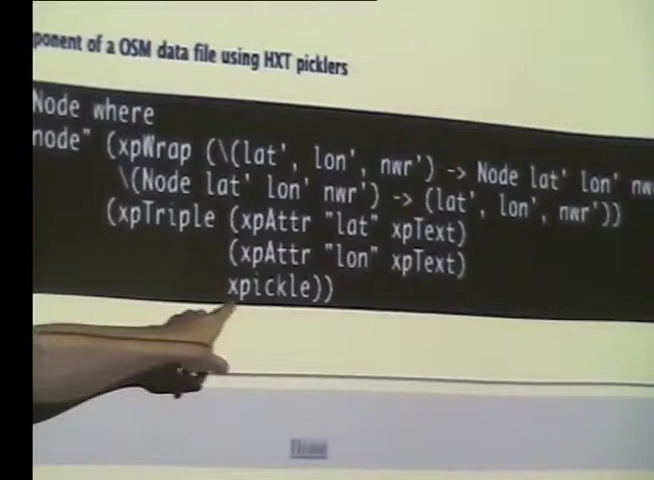 ponent of a OSM data file using HXT picklers
Node where
node" (xpWrap (\(lat', lon', nwr') -> Node lat' lon' nw
\(Node lat' lon' nwr') -> (lat', lon', nwr'))
(xpTriple (xpAttr "lat" xpText)
(xpAttr "lon" xpText)
xpickle))